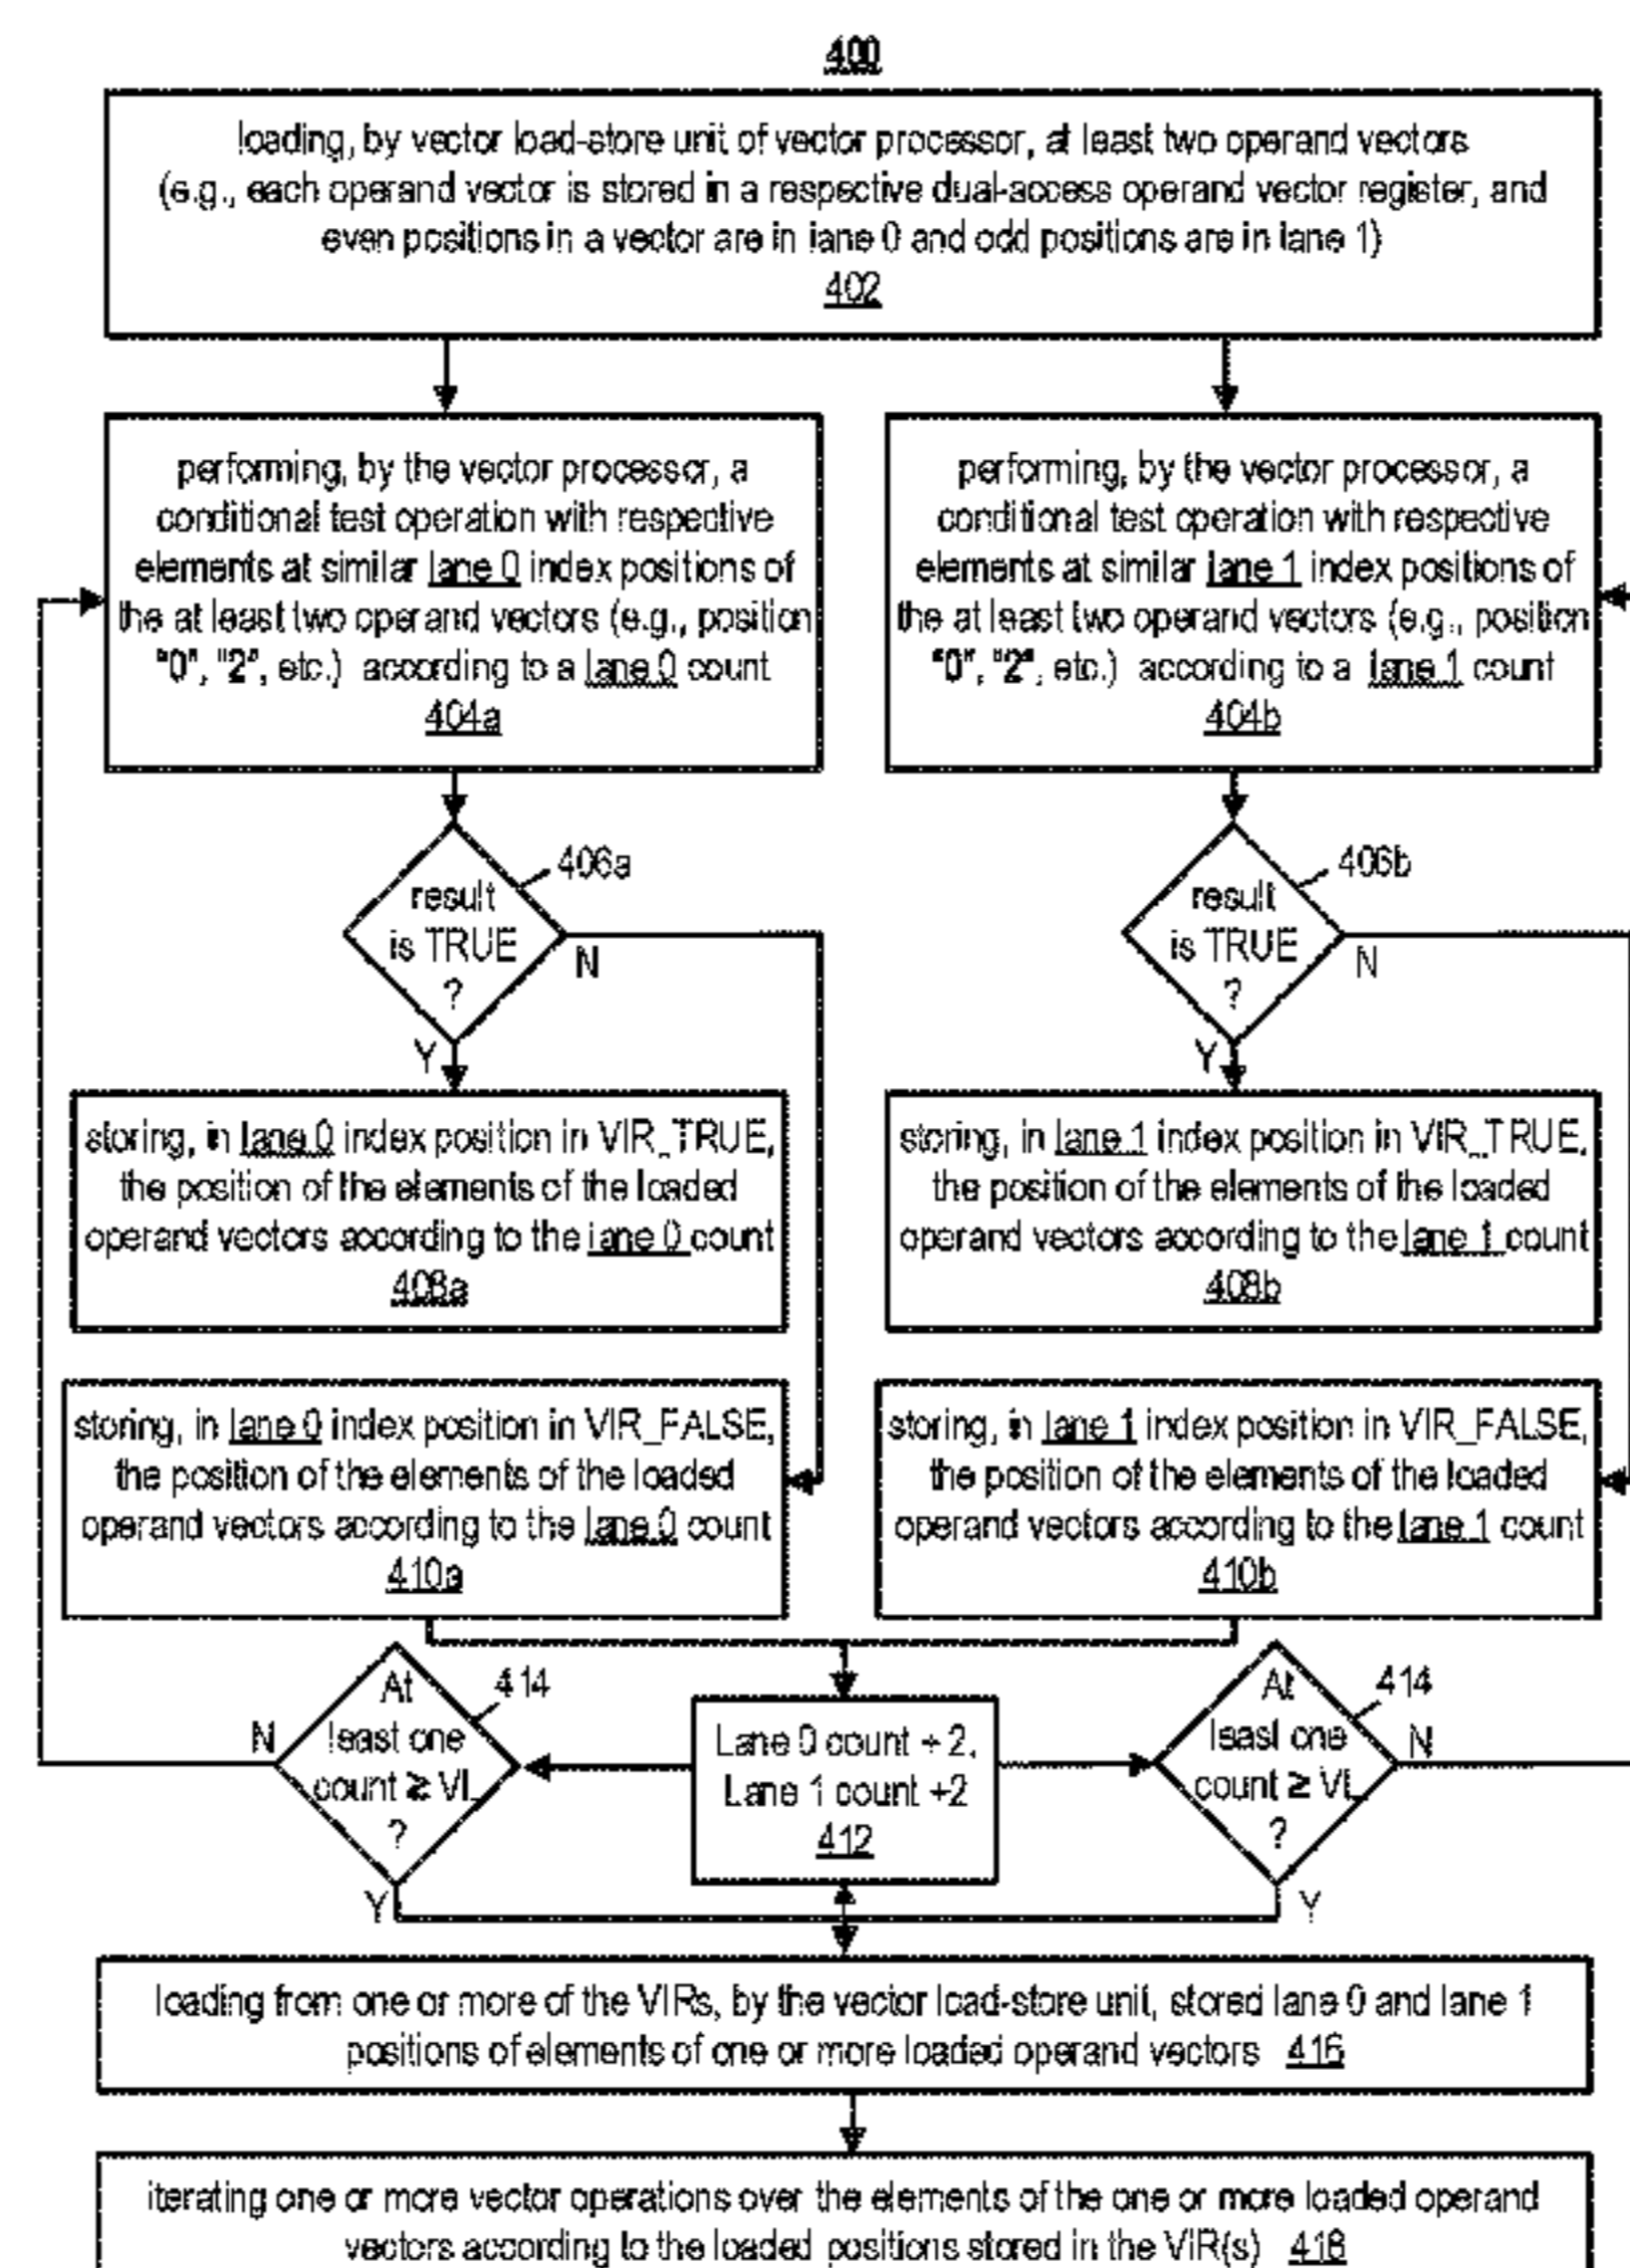 400
loading, by vector load-store unit of vector processor, at least two operand vectors
(e.g., each operand vector is stored in a respective dual-access operand vector register, and
even positions in a vector are in lane 0 and odd positions are in lane 1)
402
performing, by the vector processor, a
conditional test operation with respective
elements at similar lane 0 index positions of
the at least two operand vectors (e.g., position
"0", "2", etc.) according to a lane 0 count
404a
performing, by the vector processor, a
conditional test operation with respective
elements at similar lane 1 index positions of
the at least two operand vectors (e.g., position
"0", "2", etc.) according to a lane 1 count
404b
406a
result
is TRUE
?
N
Y
406b
result
is TRUE
?
N
Y
storing, in lane 0 index position in VIR_TRUE,
the position of the elements of the loaded
operand vectors according to the lane 0 count
408a
storing, in lane 1 index position in VIR_TRUE,
the position of the elements of the loaded
operand vectors according to the lane 1 count
408b
storing, in lane 0 index position in VIR_FALSE,
the position of the elements of the loaded
operand vectors according to the lane 0 count
410a
storing, in lane 1 index position in VIR_FALSE,
the position of the elements of the loaded
operand vectors according to the lane 1 count
410b
At
least one
count ≥ VL
?
414
N
Y
Lane 0 count + 2,
Lane 1 count +2
412
At
least one
count ≥ VL
?
414
N
Y
loading from one or more of the VIRs, by the vector load-store unit, stored lane 0 and lane 1
positions of elements of one or more loaded operand vectors 416
iterating one or more vector operations over the elements of the one or more loaded operand
vectors according to the loaded positions stored in the VIR(s) 418